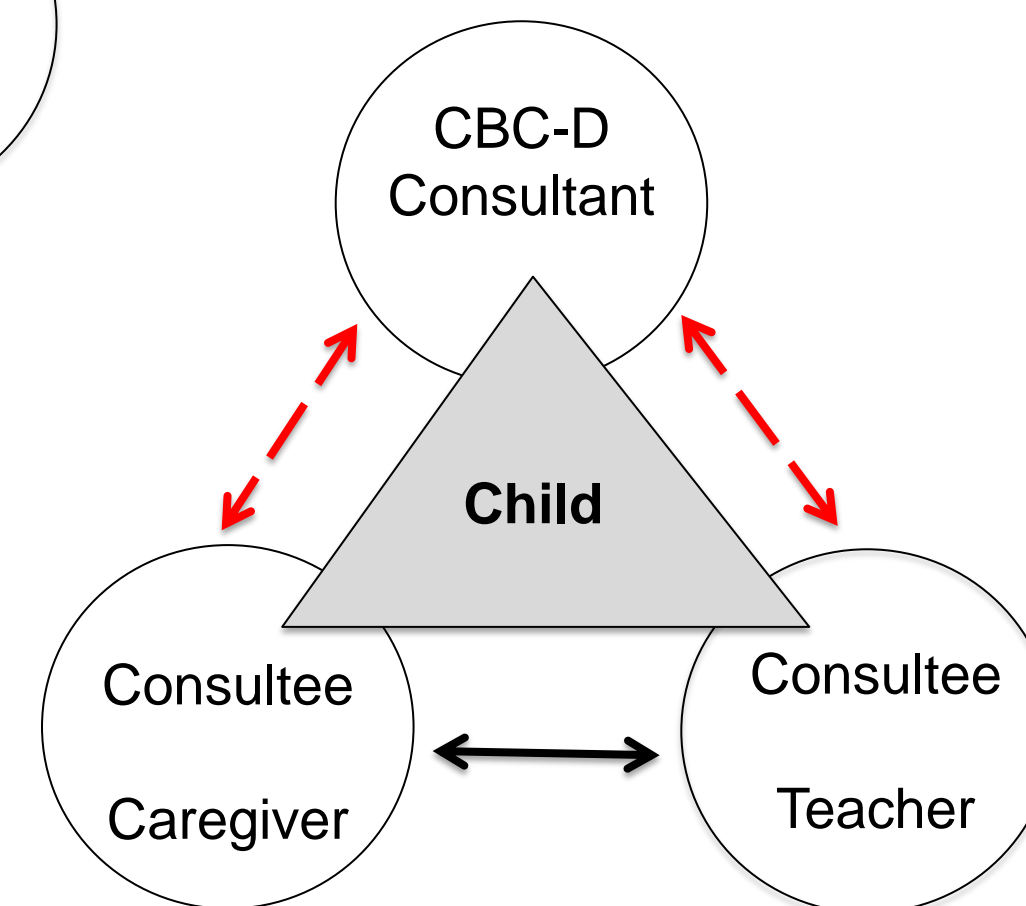 CBC-D
Consultant
Child
Consultee
Caregiver
Consultee
Teacher